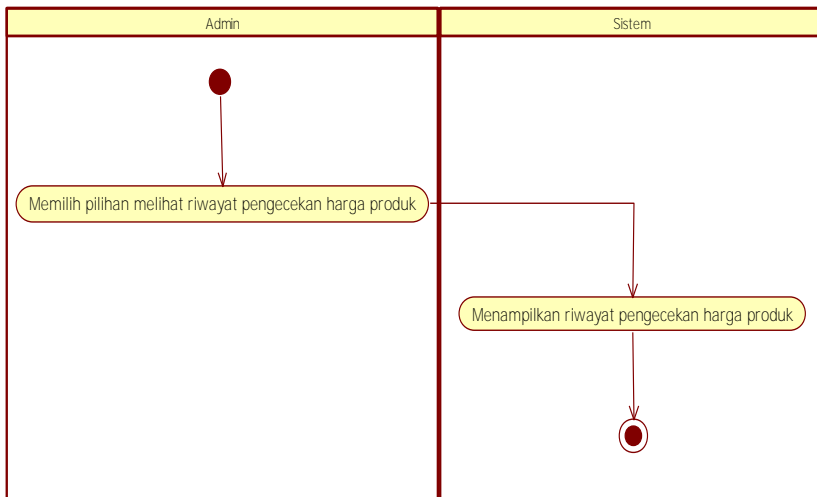 Admin
Sistem
Memilih pilihan melihat riwayat pengecekan harga produk
Menampilkan riwayat pengecekan harga produk